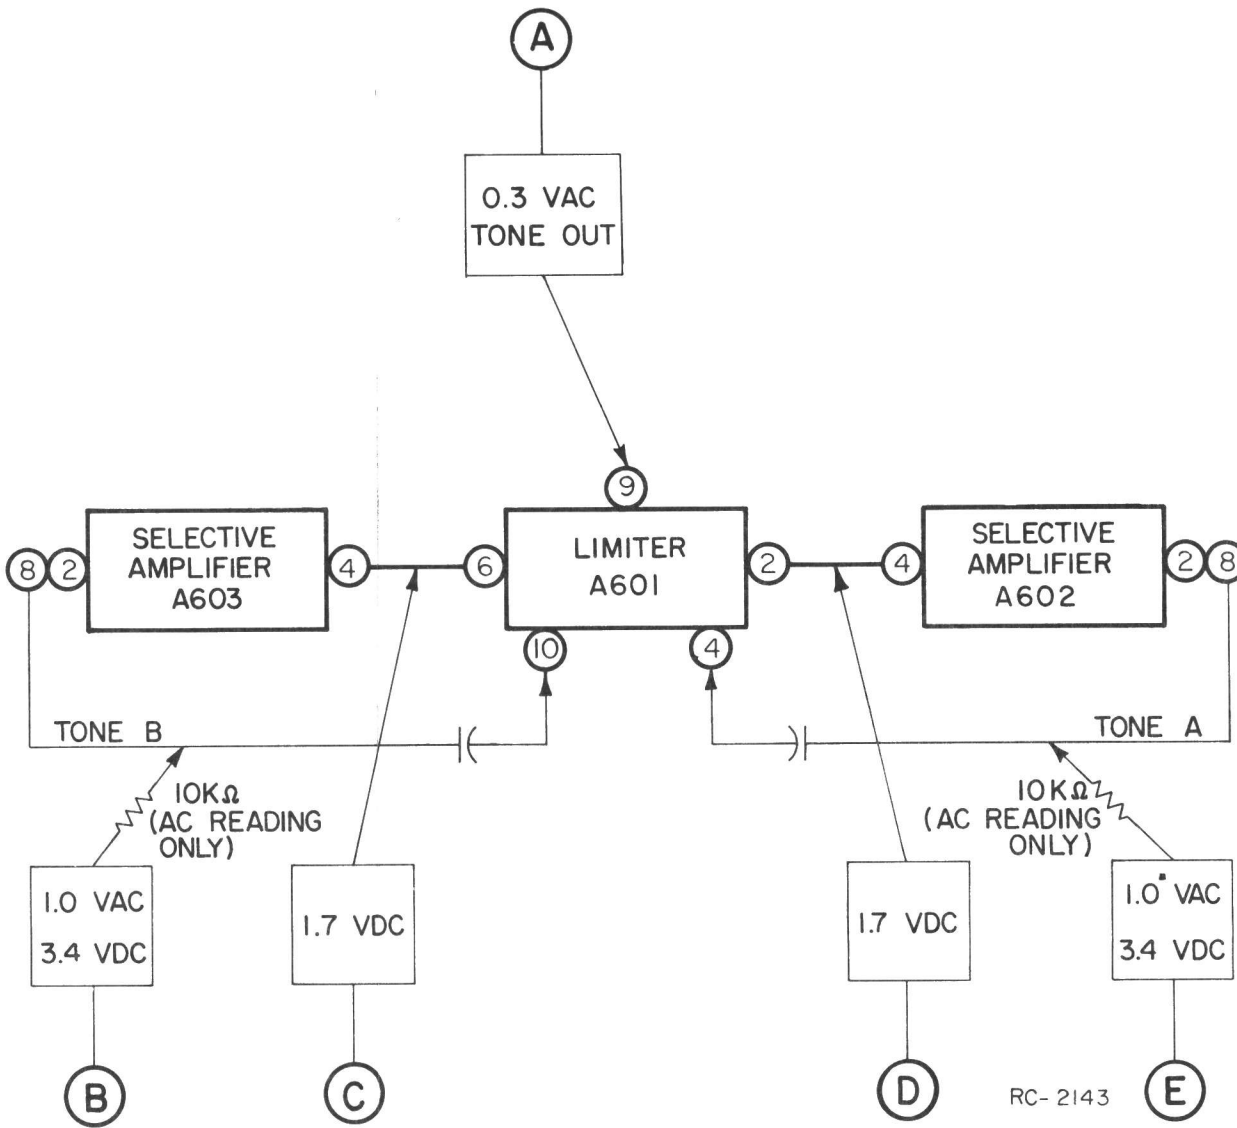 A
0.3 VAC
TONE OUT
9
SELECTIVE
AMPLIFIER
A603
8
2
4
6
LIMITER
A601
2
4
SELECTIVE
AMPLIFIER
A602
2
8
10
4
TONE B
TONE A
10KΩ
(AC READING
ONLY)
10KΩ
(AC READING
ONLY)
1.0 VAC
3.4 VDC
1.7 VDC
1.7 VDC
1.0 VAC
3.4 VDC
B
C
D
RC-2143
E